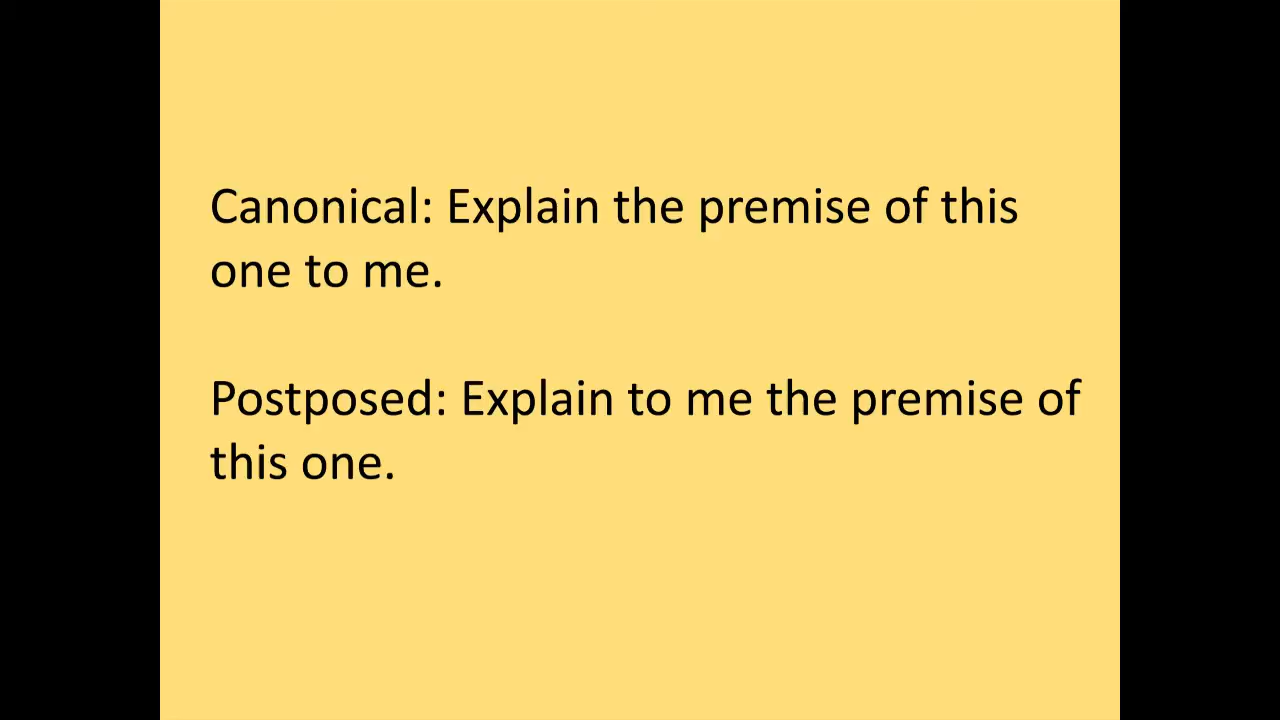 Canonical: Explain the premise of this
one to me.
Postposed: Explain to me the premise of
this one.